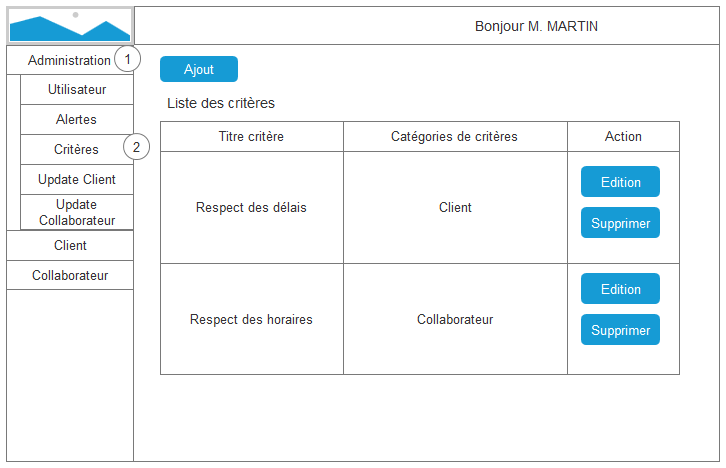 Bonjour M. MARTIN
Administration
1
Utilisateur
Alertes
Critères
2
Update Client
Update
Collaborateur
Client
Collaborateur
Ajout
Liste des critères
Titre critère Catégories de critères Action
Respect des délais Client
Edition
Supprimer
Respect des horaires Collaborateur
Edition
Supprimer